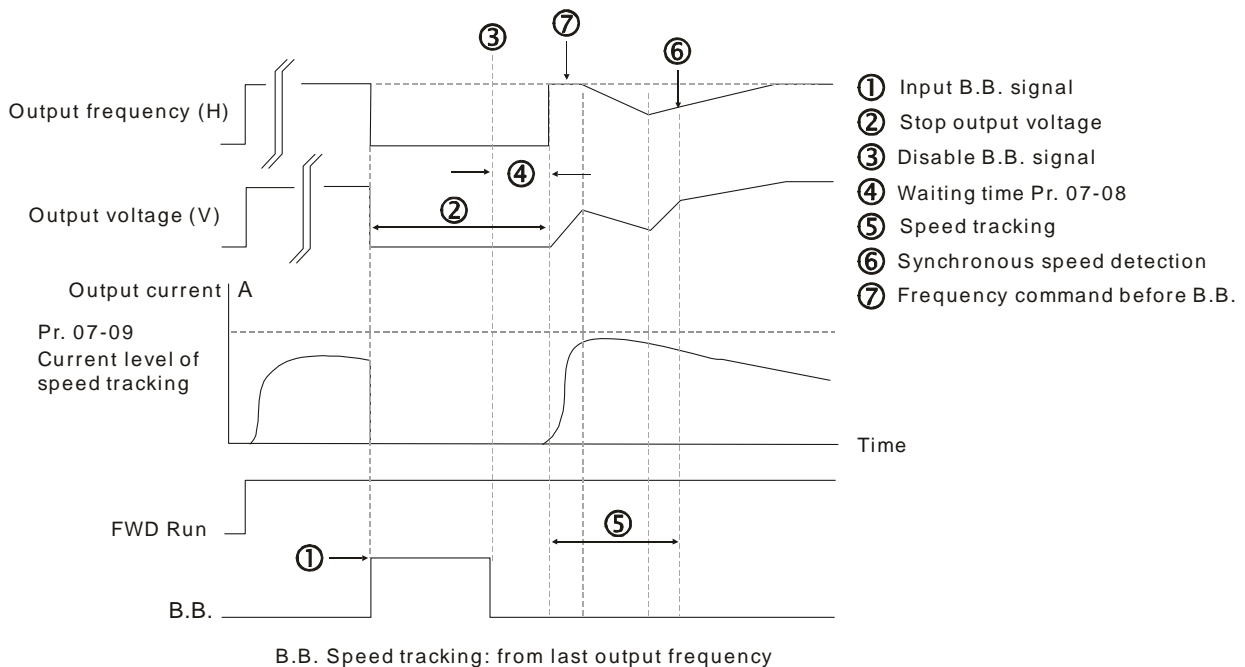 ③
⑦
⑥
Output frequency (H)
④
Output voltage (V)
②
① Input B.B. signal
② Stop output voltage
③ Disable B.B. signal
④ Waiting time Pr. 07-08
⑤ Speed tracking
⑥ Synchronous speed detection
⑦ Frequency command before B.B.
Output current A
Pr. 07-09
Current level of
speed tracking
Time
FWD Run
⑤
①
B.B.
B.B. Speed tracking: from last output frequency